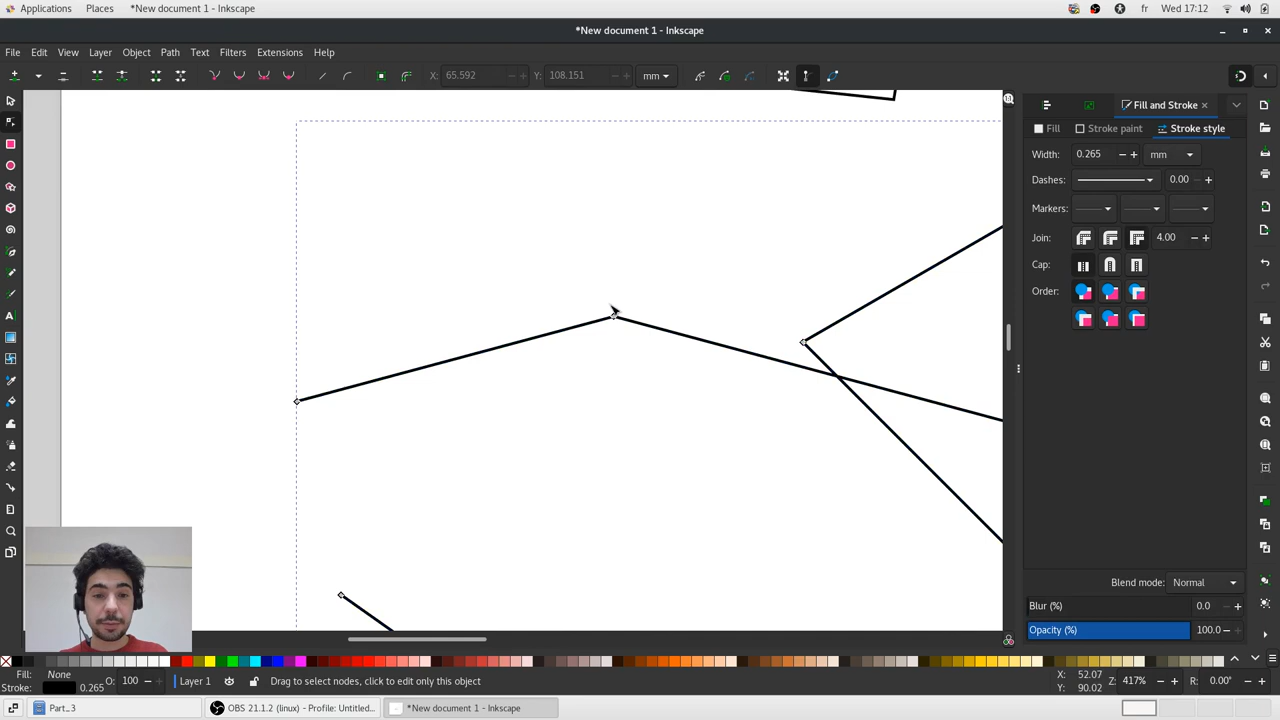 Applications Places *New document 1 - Inkscape fr Wed 17:12
*New document 1 - Inkscape
File Edit View Layer Object Path Text Filters Extensions Help
X: 65.592 Y: 108.151 mm
Fill and Stroke
Fill Stroke paint Stroke style
Width: 0.265 mm
Dashes: 0.00
Markers:
Join: 4.00
Cap:
Order:
Blend mode: Normal
Blur (%) 0.0
Opacity (%) 100.0
Fill: None
Stroke: 0.265 O: 100 Layer 1 Drag to select nodes, click to edit only this object X: 52.07 Y: 90.02 Z: 417% R: 0.00°
Part_3 OBS 21.1.2 (linux) - Profile: Untitled... *New document 1 - Inkscape